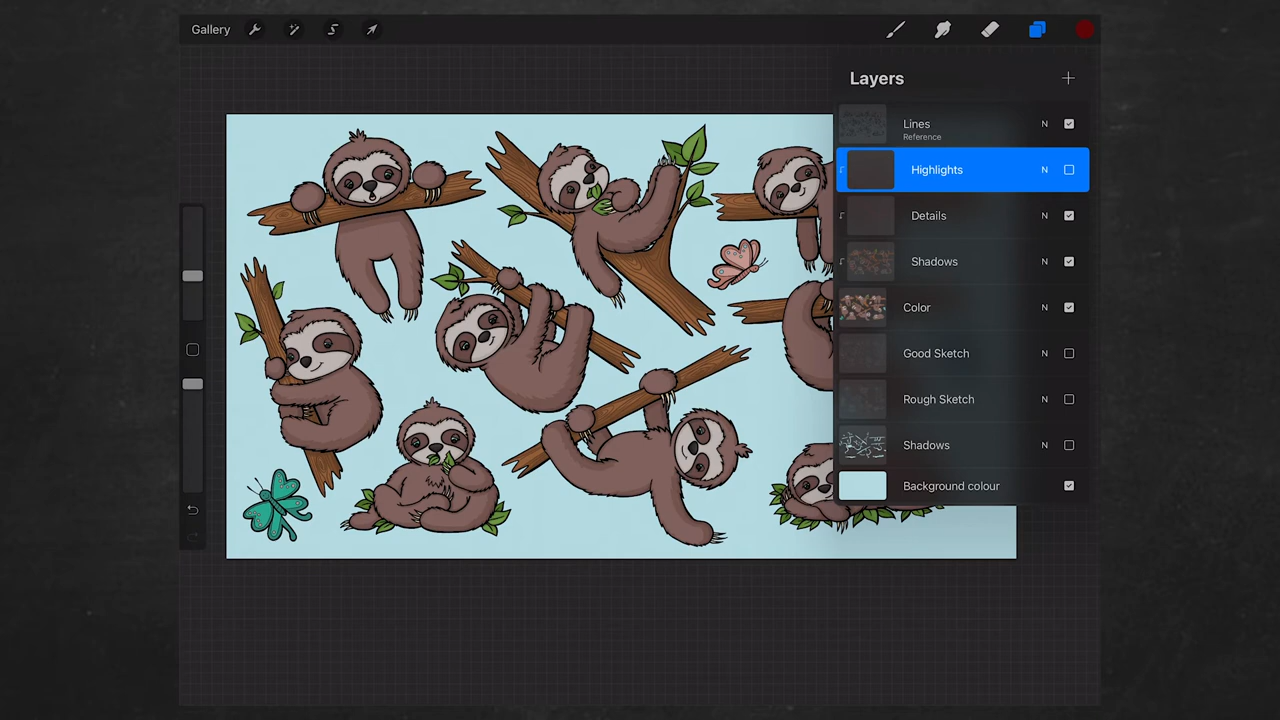 Gallery
Layers
Lines N
Reference
Highlights N
Details N
Shadows N
Color N
Good Sketch N
Rough Sketch N
Shadows N
Background colour